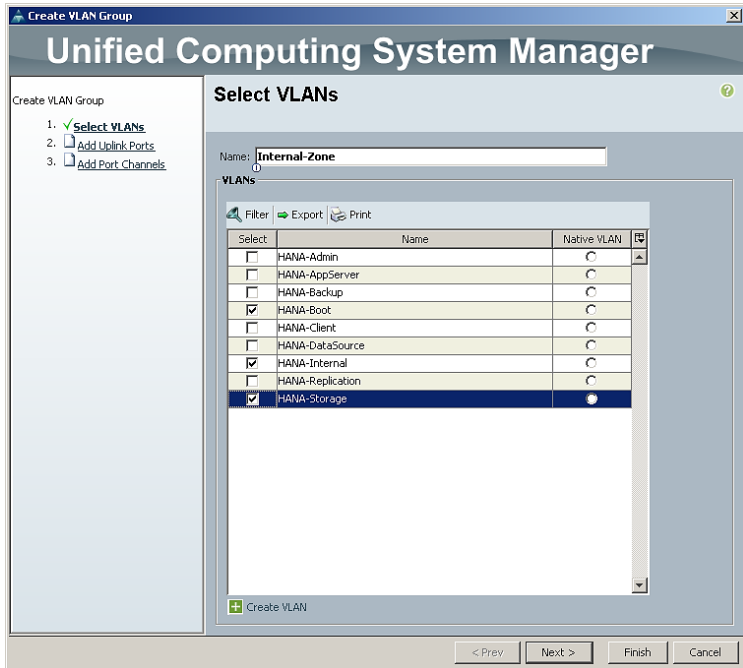 Create VLAN Group
Unified Computing System Manager
Create VLAN Group
1. Select VLANs
2. Add Uplink Ports
3. Add Port Channels
Select VLANs
Name: Internal-Zone
VLANs
Filter Export Print
Select Name Native VLAN
HANA-Admin
HANA-AppServer
HANA-Backup
HANA-Boot
HANA-Client
HANA-DataSource
HANA-Internal
HANA-Replication
HANA-Storage
Create VLAN
< Prev Next > Finish Cancel